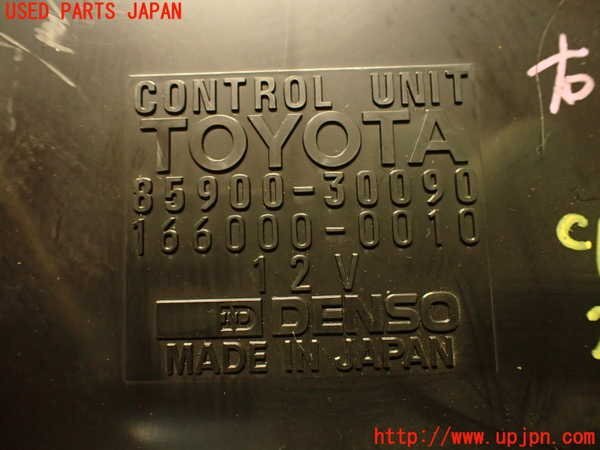 USED PARTS JAPAN
CONTROL UNIT
TOYOTA
85900-30090
166000-0010
12V
ND DENSO
MADE IN JAPAN
右
http://www.upjpn.com/